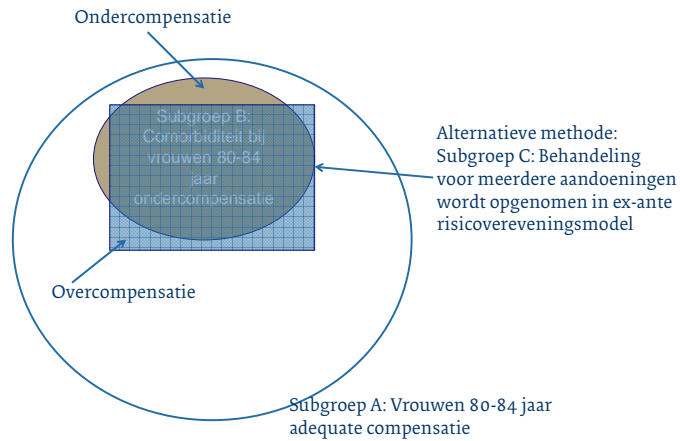 Ondercompensatie
Subgroep B:
Comorbiditeit bij
vrouwen 80-84
jaar
ondercompensatie
Alternatieve methode:
Subgroep C: Behandeling
voor meerdere aandoeningen
wordt opgenomen in ex-ante
risicovereveningsmodel
Overcompensatie
Subgroep A: Vrouwen 80-84 jaar
adequate compensatie